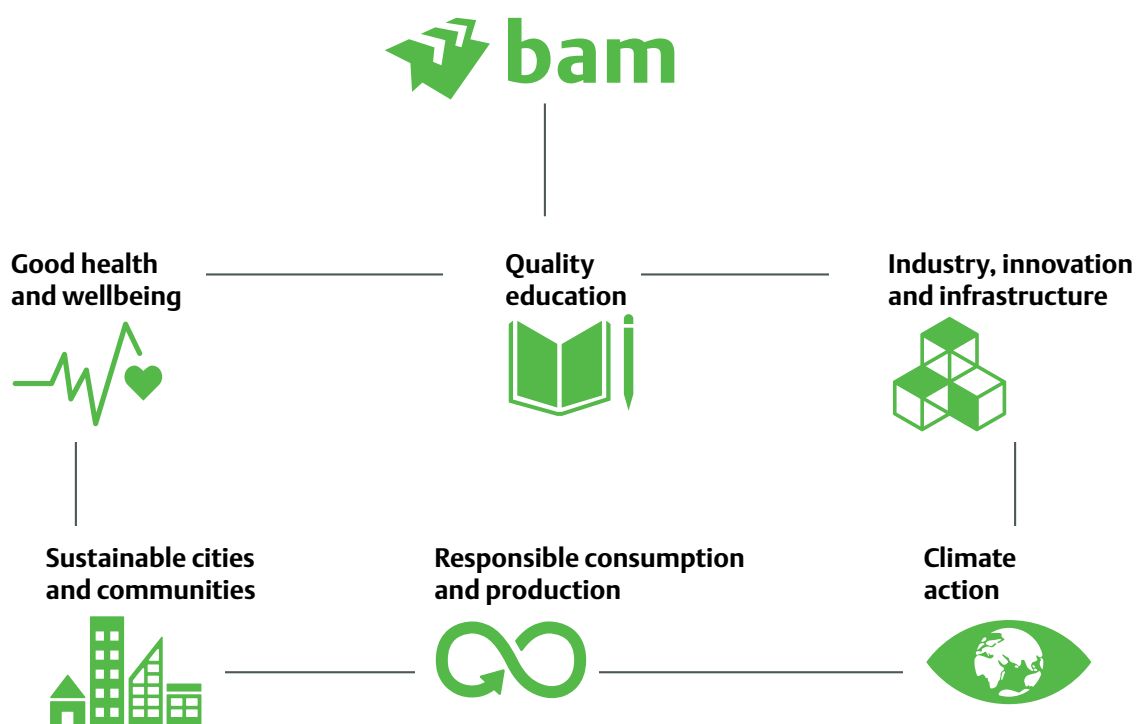 bam
Good health
and wellbeing
Quality
education
Industry, innovation
and infrastructure
Sustainable cities
and communities
Responsible consumption
and production
Climate
action